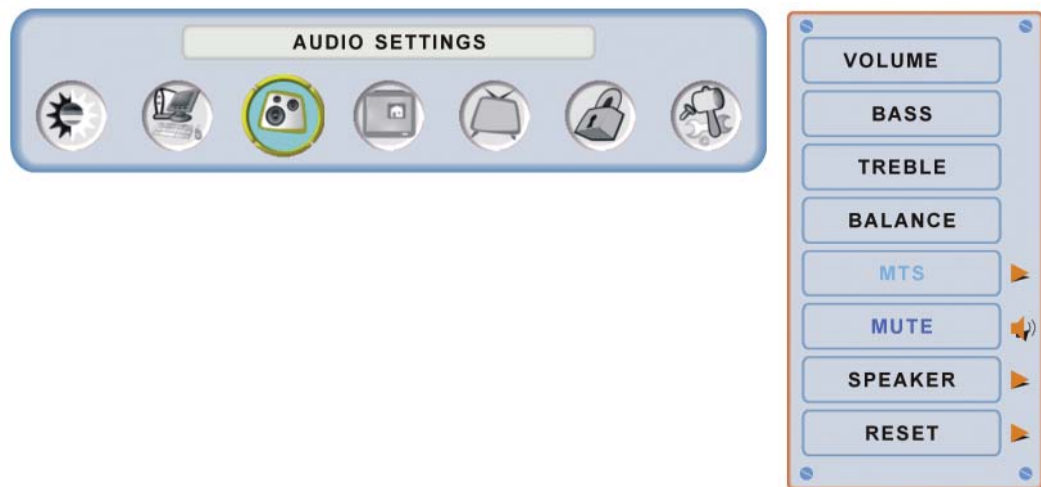 AUDIO SETTINGS
VOLUME
BASS
TREBLE
BALANCE
MTS
MUTE
SPEAKER
RESET